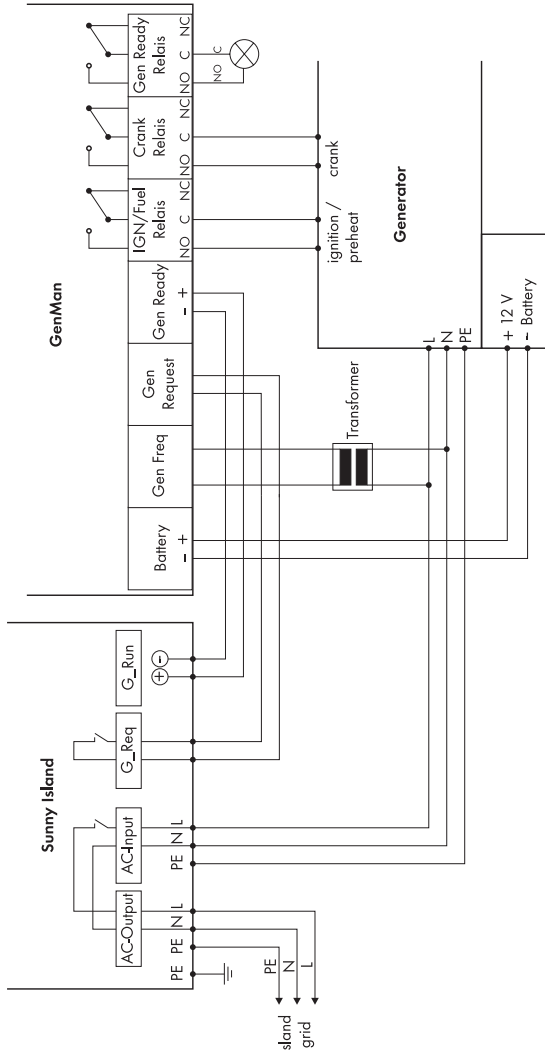 GenMan
Battery
- +
Gen Freq
Gen
Request
Gen Ready
- +
IGN/Fuel
Relais
NO C NC
Crank
Relais
NO C NC
Gen Ready
Relais
NO C NC
NO C
Sunny Island
AC-Output
PE PE N L
AC-Input
PE N L
G_Req
G_Run
+ -
PE
N
L
sland
grid
Transformer
Generator
ignition /
preheat
crank
L
N
PE
+ 12 V
- Battery